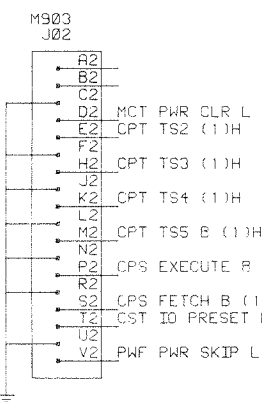 M903
J02
A2
B2
C2
D2 MCT PWR CLR L
E2 CPT TS2 (1)H
F2
H2 CPT TS3 (1)H
J2
K2 CPT TS4 (1)H
L2
M2 CPT TS5 B (1)H
N2
P2 CPS EXECUTE B
R2
S2 CPS FETCH B (1
T2 CST IO PRESET
U2
V2 PWF PWR SKIP L